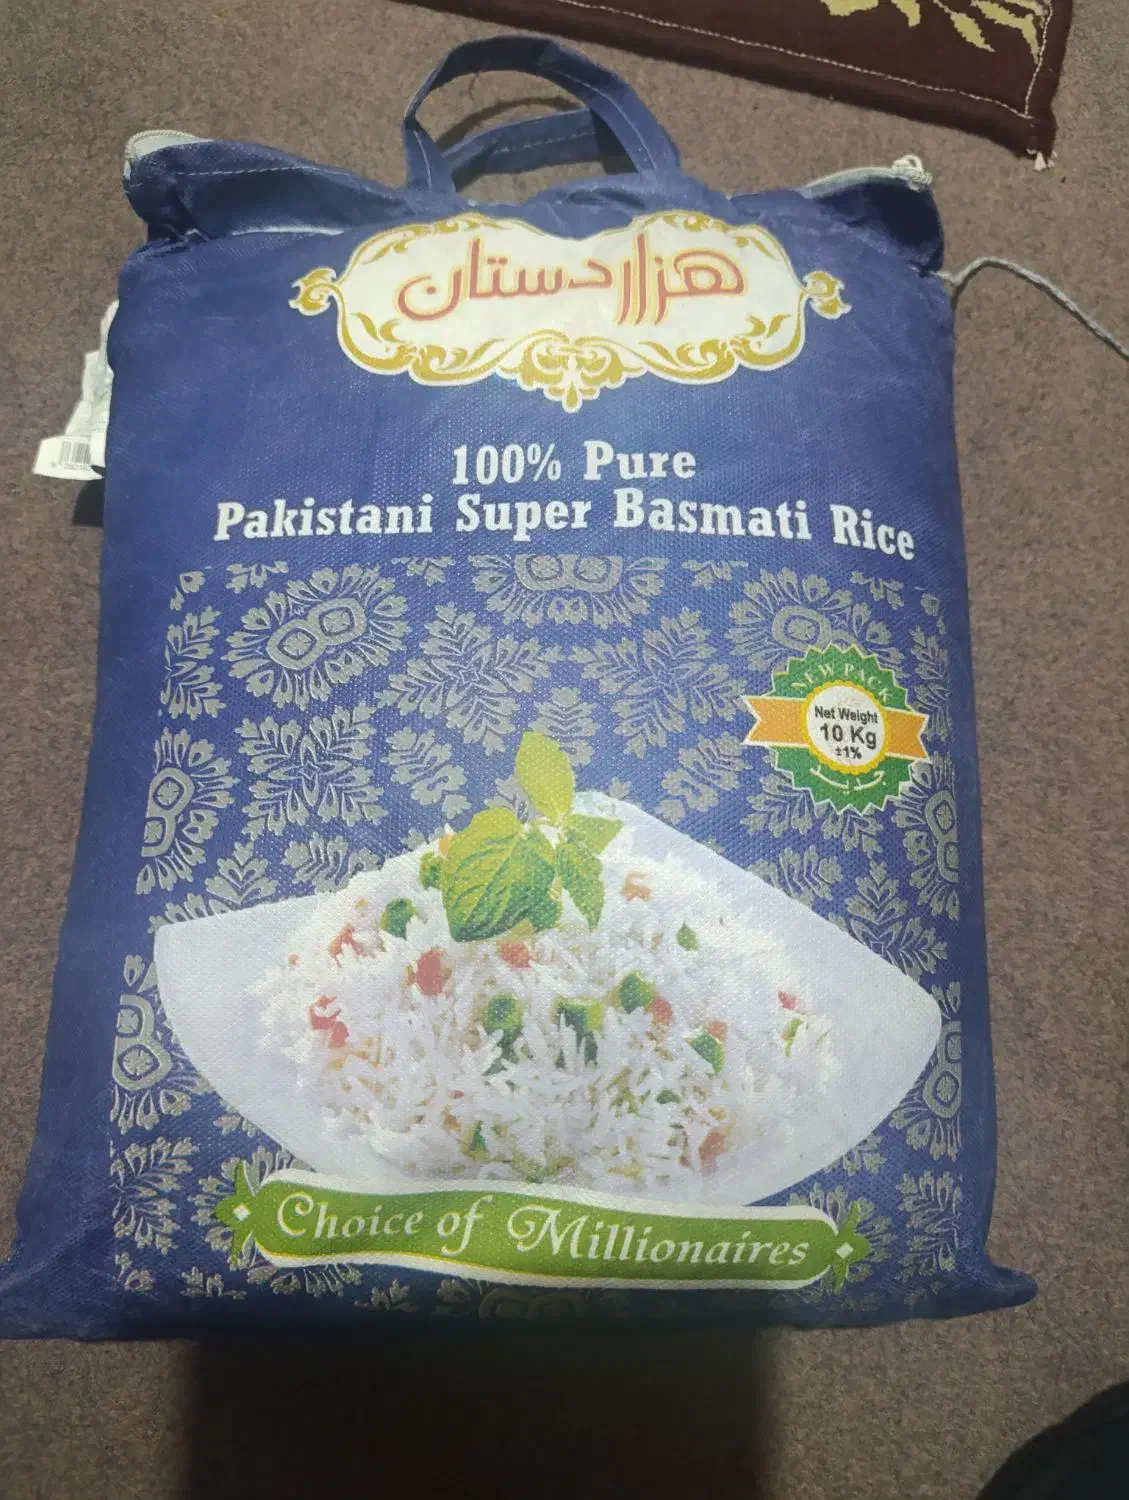 هزاردستان
100% Pure
Pakistani Super Basmati Rice
NEW PACK
Net Weight
10 Kg
±1%
Choice of Millionaires